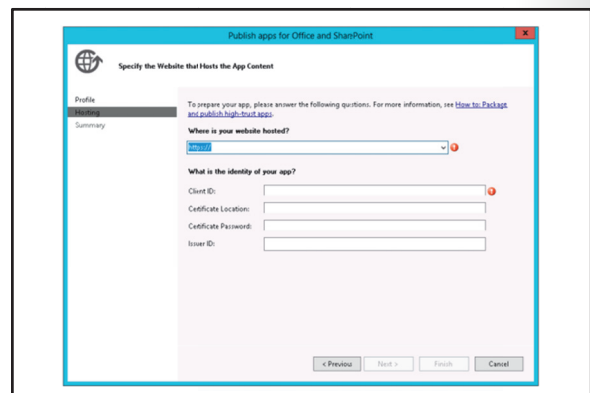 Publish apps for Office and SharePoint
x
Specify the Website that Hosts the App Content
Profile
Hosting
Summary
To prepare your app, please answer the following qustions. For more information, see How to: Package
and publish high-trust apps.
Where is your website hosted?
https://
What is the identity of your app?
Client ID:
Certificate Location:
Certificate Password:
Issuer ID:
< Previou Next > Finish Cancel